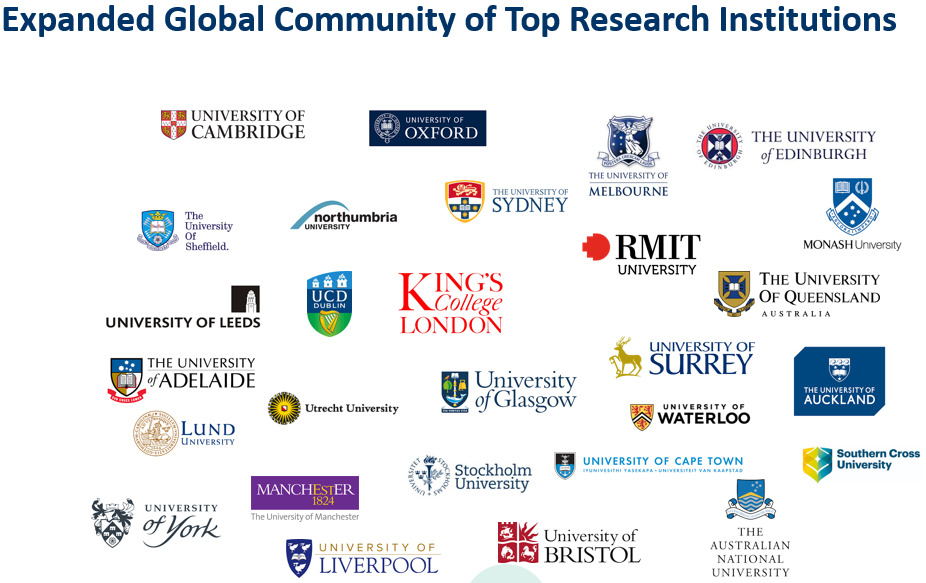 Expanded Global Community of Top Research Institutions
UNIVERSITY OF
CAMBRIDGE
UNIVERSITY OF
OXFORD
THE UNIVERSITY OF
MELBOURNE
THE UNIVERSITY
of EDINBURGH
THE UNIVERSITY OF EDINBURGH
THE UNIVERSITY OF
SYDNEY
The
University
Of
Sheffield.
northumbria
UNIVERSITY
MONASH University
RMIT
UNIVERSITY
UNIVERSITY OF LEEDS
UCD
DUBLIN
KING'S
College
LONDON
THE UNIVERSITY
OF QUEENSLAND
AUSTRALIA
THE UNIVERSITY
of ADELAIDE
Utrecht University
University
of Glasgow
UNIVERSITY OF
SURREY
UNIVERSITY OF
WATERLOO
THE UNIVERSITY OF
AUCKLAND
LUND
UNIVERSITY
Stockholm
University
UNIVERSITY OF CAPE TOWN
IYUNIVESITHI YASEKAPA • UNIVERSITEIT VAN KAAPSTAD
Southern Cross
University
UNIVERSITY
of York
MANCHESTER
1824
The University of Manchester
UNIVERSITY OF
LIVERPOOL
University of
BRISTOL
THE
AUSTRALIAN
NATIONAL
UNIVERSITY